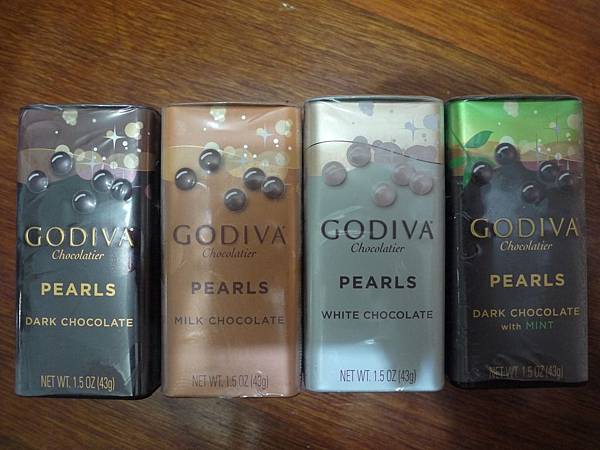 GODIVA
Chocolatier
PEARLS
DARK CHOCOLATE
NET WT. 1.5 OZ (43g)
GODIVA
Chocolatier
PEARLS
MILK CHOCOLATE
NET WT. 1.5 OZ (43g)
GODIVA
Chocolatier
PEARLS
WHITE CHOCOLATE
NET WT. 1.5 OZ (43g)
GODIVA
Chocolatier
PEARLS
DARK CHOCOLATE
with MINT
NET WT. 1.5 OZ (43g)